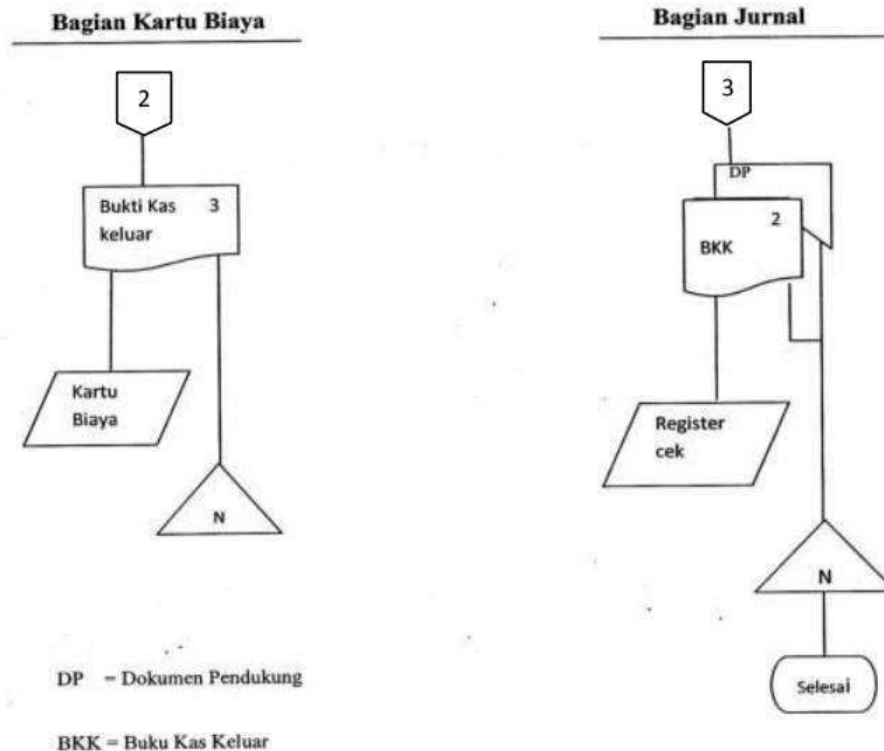 Bagian Kartu Biaya
2
Bukti Kas 3
keluar
Kartu
Biaya
N
Bagian Jurnal
3
DP
2
BKK
Register
cek
N
Selesai
DP = Dokumen Pendukung
BKK = Buku Kas Keluar